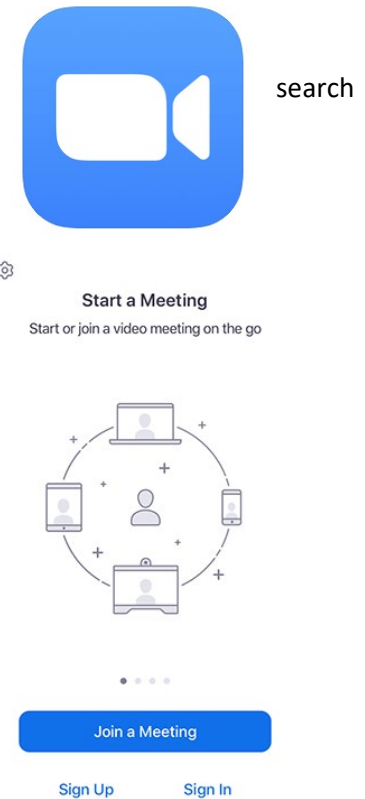 search
Start a Meeting
Start or join a video meeting on the go
Join a Meeting
Sign Up Sign In